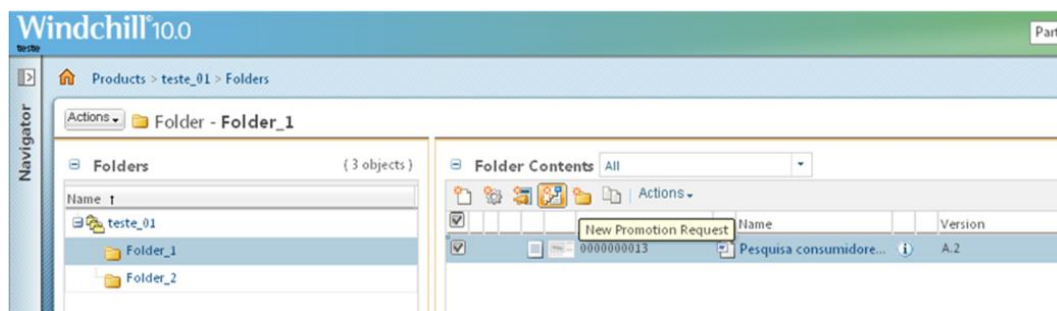 Windchill® 10.0
teste
Part
Products > teste_01 > Folders
Navigator
Actions
Folder - Folder_1
Folders
( 3 objects )
Folder Contents
All
Name
Actions
teste_01
New Promotion Request
Name
Version
Folder_1
0000000013
Pesquisa consumidore...
A.2
Folder_2